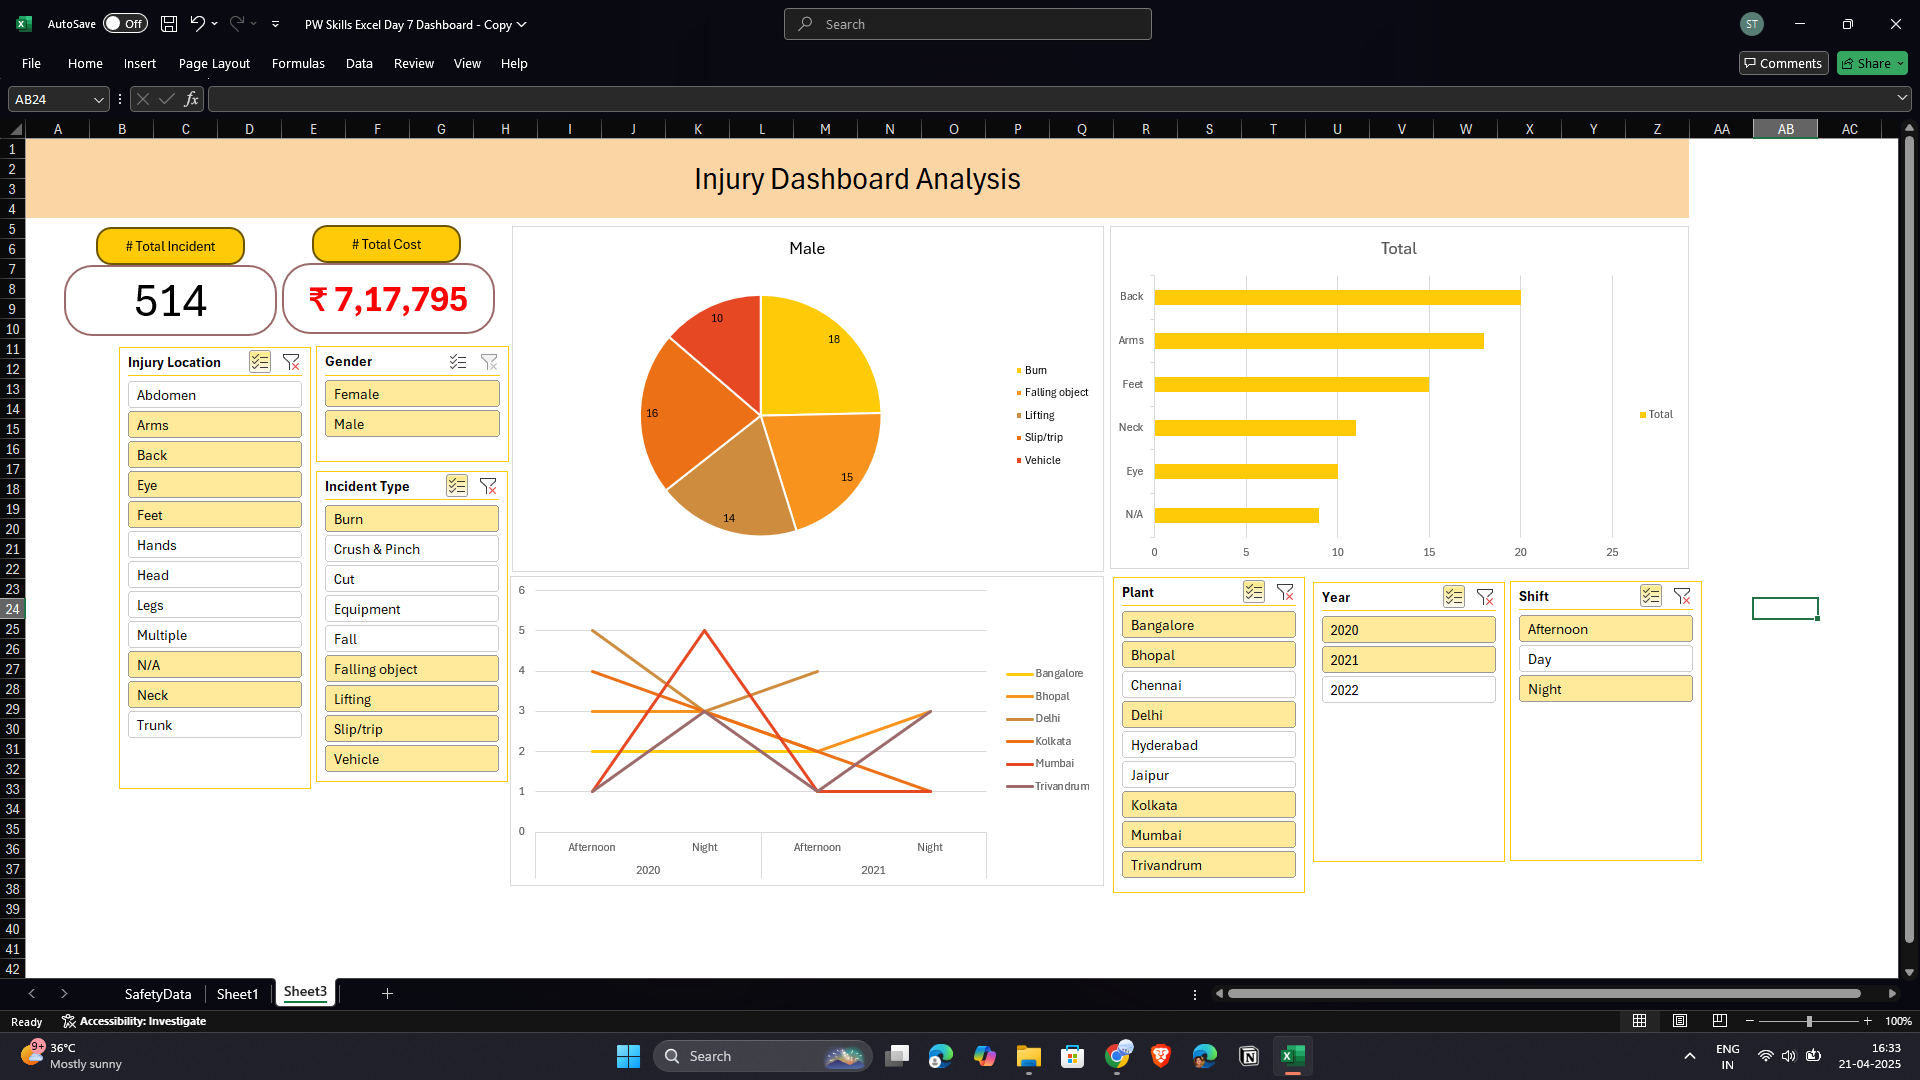 AutoSave Off PW Skills Excel Day 7 Dashboard - Copy Search ST
File Home Insert Page Layout Formulas Data Review View Help Comments Share
AB24 fx
A B C D E F G H I J K L M N O P Q R S T U V W X Y Z AA AB AC
1
2
3
4
5
6
7
8
9
10
11
12
13
14
15
16
17
18
19
20
21
22
23
24
25
26
27
28
29
30
31
32
33
34
35
36
37
38
39
40
41
42
Injury Dashboard Analysis
# Total Incident
514
# Total Cost
₹ 7,17,795
Injury Location
Abdomen
Arms
Back
Eye
Feet
Hands
Head
Legs
Multiple
N/A
Neck
Trunk
Gender
Female
Male
Incident Type
Burn
Crush & Pinch
Cut
Equipment
Fall
Falling object
Lifting
Slip/trip
Vehicle
Male
10
18
16
15
14
Burn
Falling object
Lifting
Slip/trip
Vehicle
Total
Back
Arms
Feet
Neck
Eye
N/A
0 5 10 15 20 25
Total
6
5
4
3
2
1
0
Afternoon Night Afternoon Night
2020 2021
Bangalore
Bhopal
Delhi
Kolkata
Mumbai
Trivandrum
Plant
Bangalore
Bhopal
Chennai
Delhi
Hyderabad
Jaipur
Kolkata
Mumbai
Trivandrum
Year
2020
2021
2022
Shift
Afternoon
Day
Night
SafetyData Sheet1 Sheet3
Ready Accessibility: Investigate 100%
9+ 36°C
Mostly sunny
Search
ENG
IN
16:33
21-04-2025